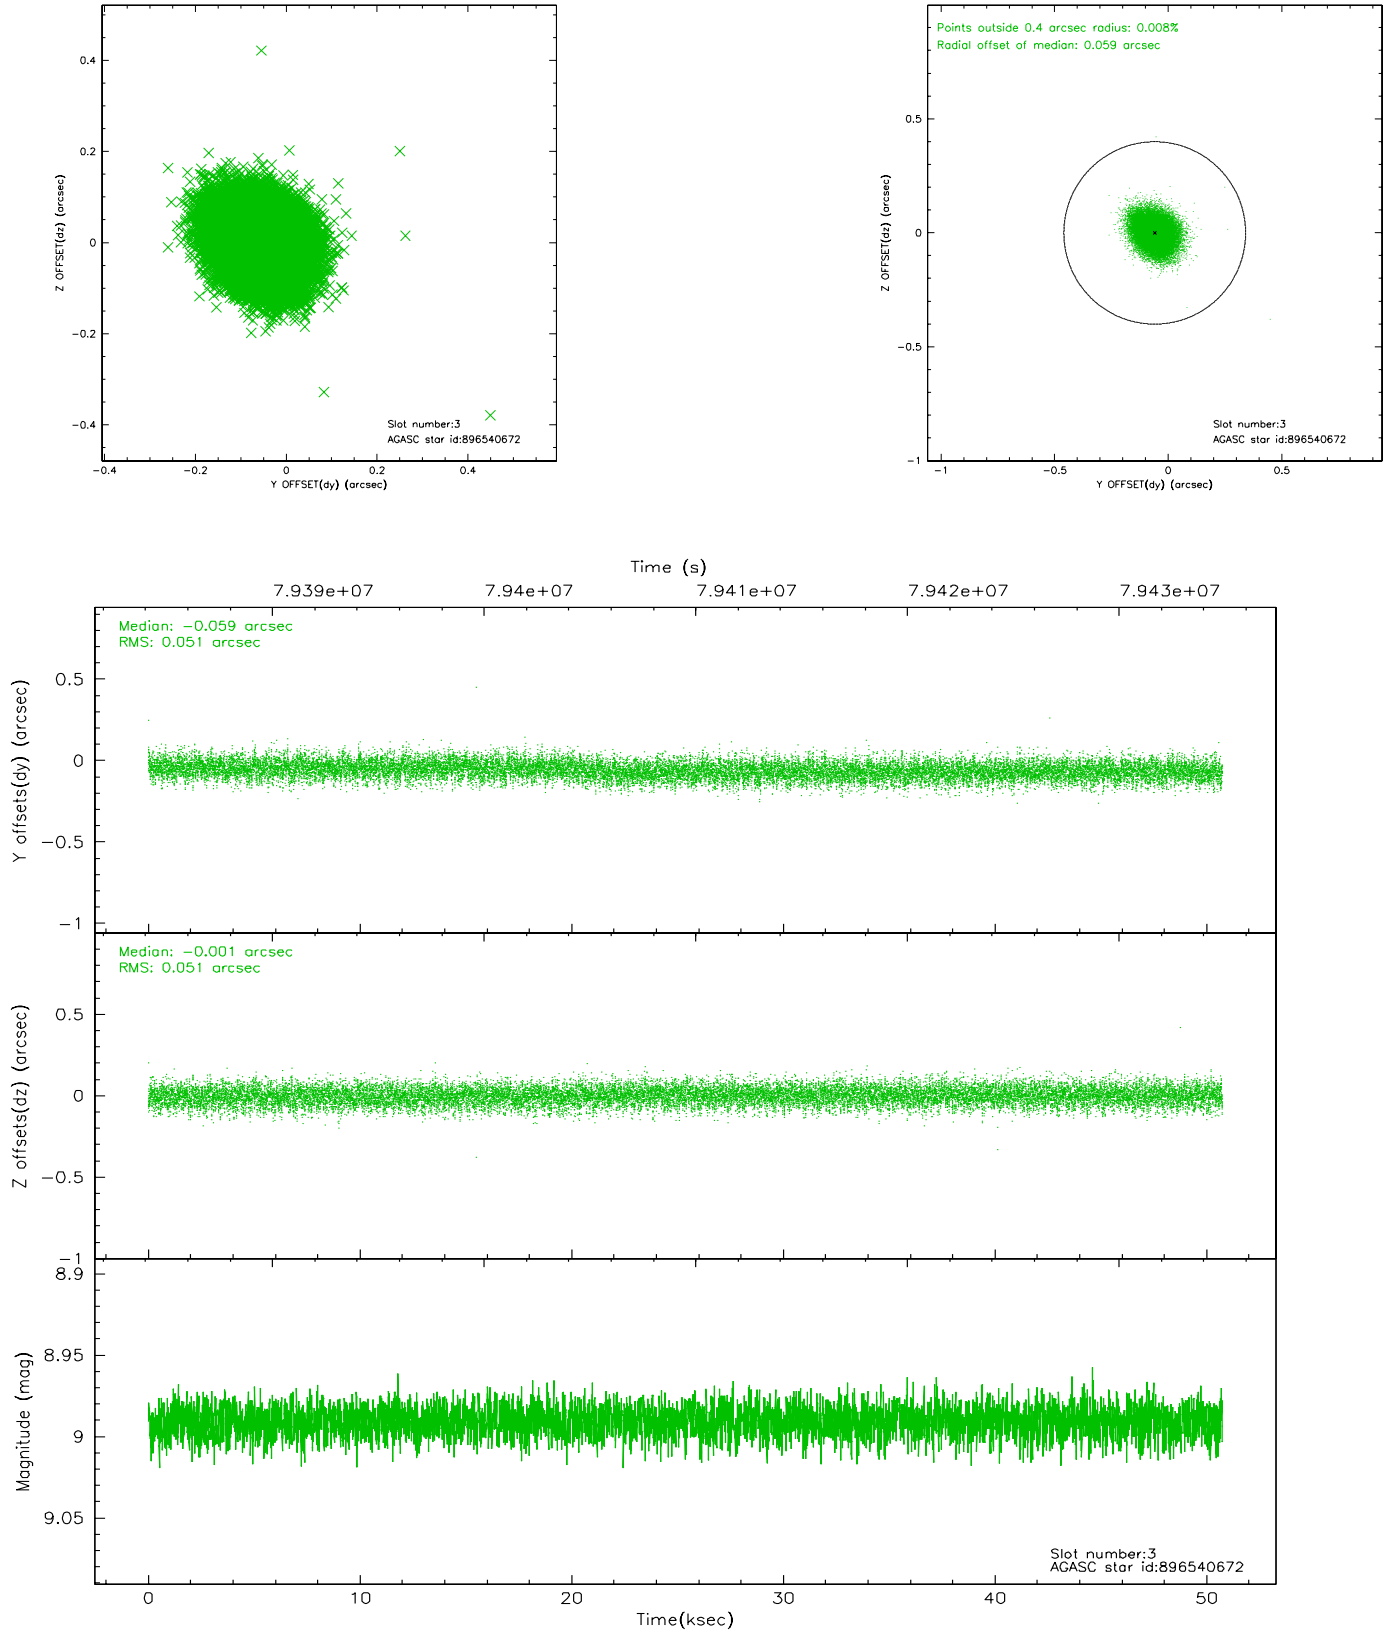 0.4
0.2
0
-0.2
-0.4
Z OFFSET(dz) (arcsec)
Slot number:3
AGASC star id:896540672
-0.4 -0.2 0 0.2 0.4
Y OFFSET(dy) (arcsec)
Points outside 0.4 arcsec radius: 0.008%
Radial offset of median: 0.059 arcsec
0.5
0
-0.5
-1
Z OFFSET(dz) (arcsec)
Slot number:3
AGASC star id:896540672
-1 -0.5 0 0.5
Y OFFSET(dy) (arcsec)
Time (s)
7.939e+07 7.94e+07 7.941e+07 7.942e+07 7.943e+07
Median: -0.059 arcsec
RMS: 0.051 arcsec
0.5
0
-0.5
-1
Y offsets(dy) (arcsec)
Median: -0.001 arcsec
RMS: 0.051 arcsec
0.5
0
-0.5
-1
Z offsets(dz) (arcsec)
8.9
8.95
9
9.05
Magnitude (mag)
Slot number:3
AGASC star id:896540672
0 10 20 30 40 50
Time(ksec)